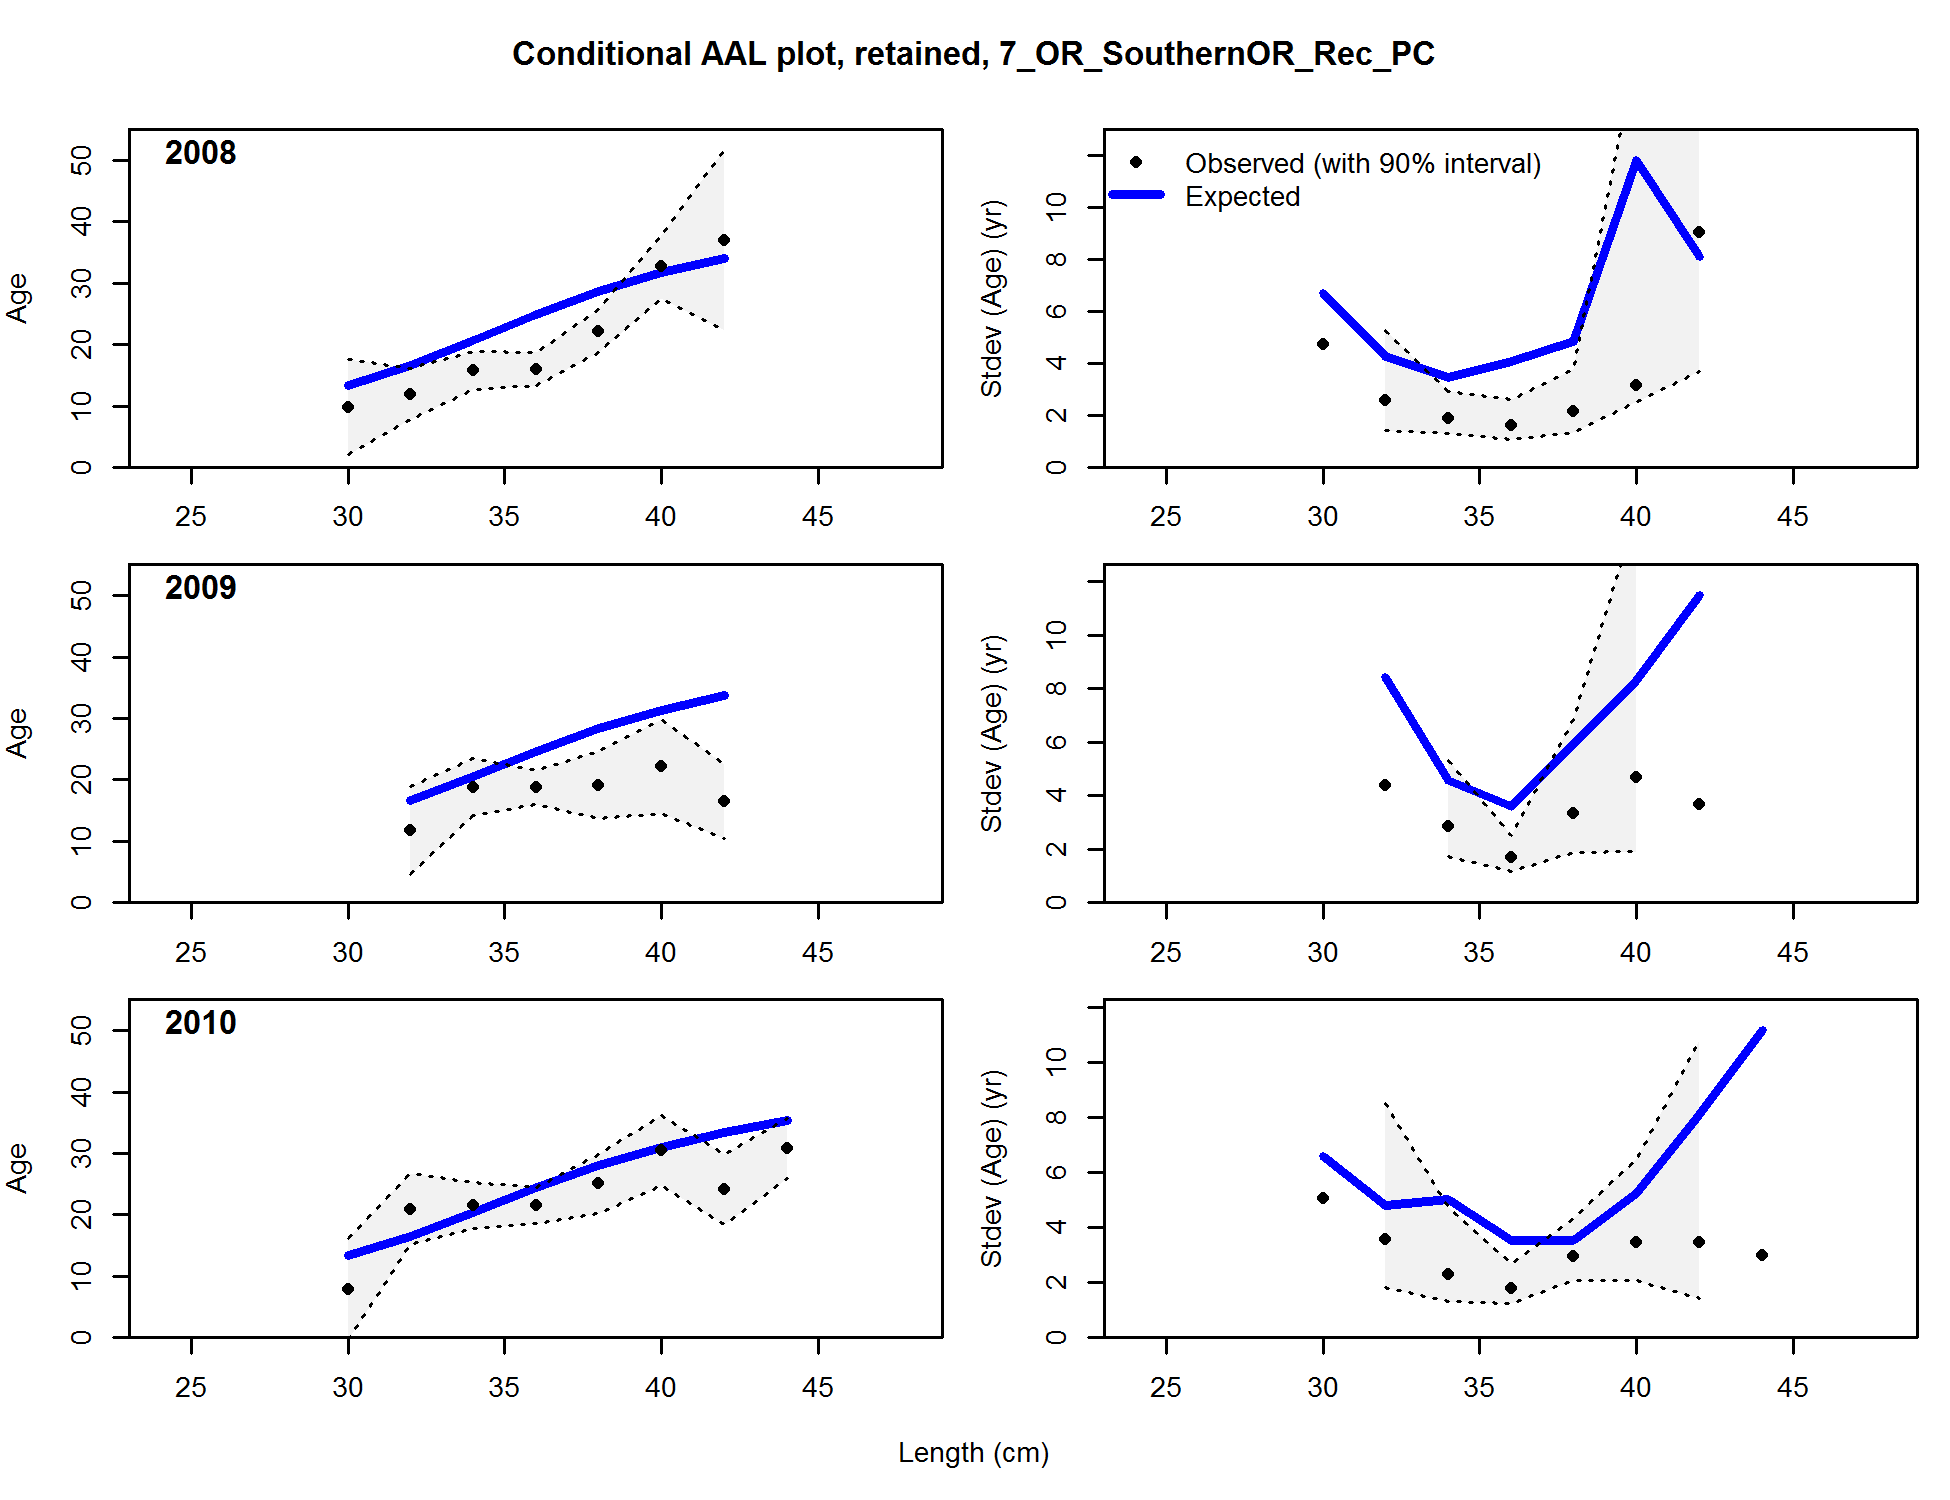 Conditional AAL plot, retained, 7_OR_SouthernOR_Rec_PC
2008
Age
0 10 20 30 40 50
25 30 35 40 45
Observed (with 90% interval)
Expected
Stdev (Age) (yr)
0 2 4 6 8 10
25 30 35 40 45
2009
Age
0 10 20 30 40 50
25 30 35 40 45
Stdev (Age) (yr)
0 2 4 6 8 10
25 30 35 40 45
2010
Age
0 10 20 30 40 50
25 30 35 40 45
Stdev (Age) (yr)
0 2 4 6 8 10
25 30 35 40 45
Length (cm)